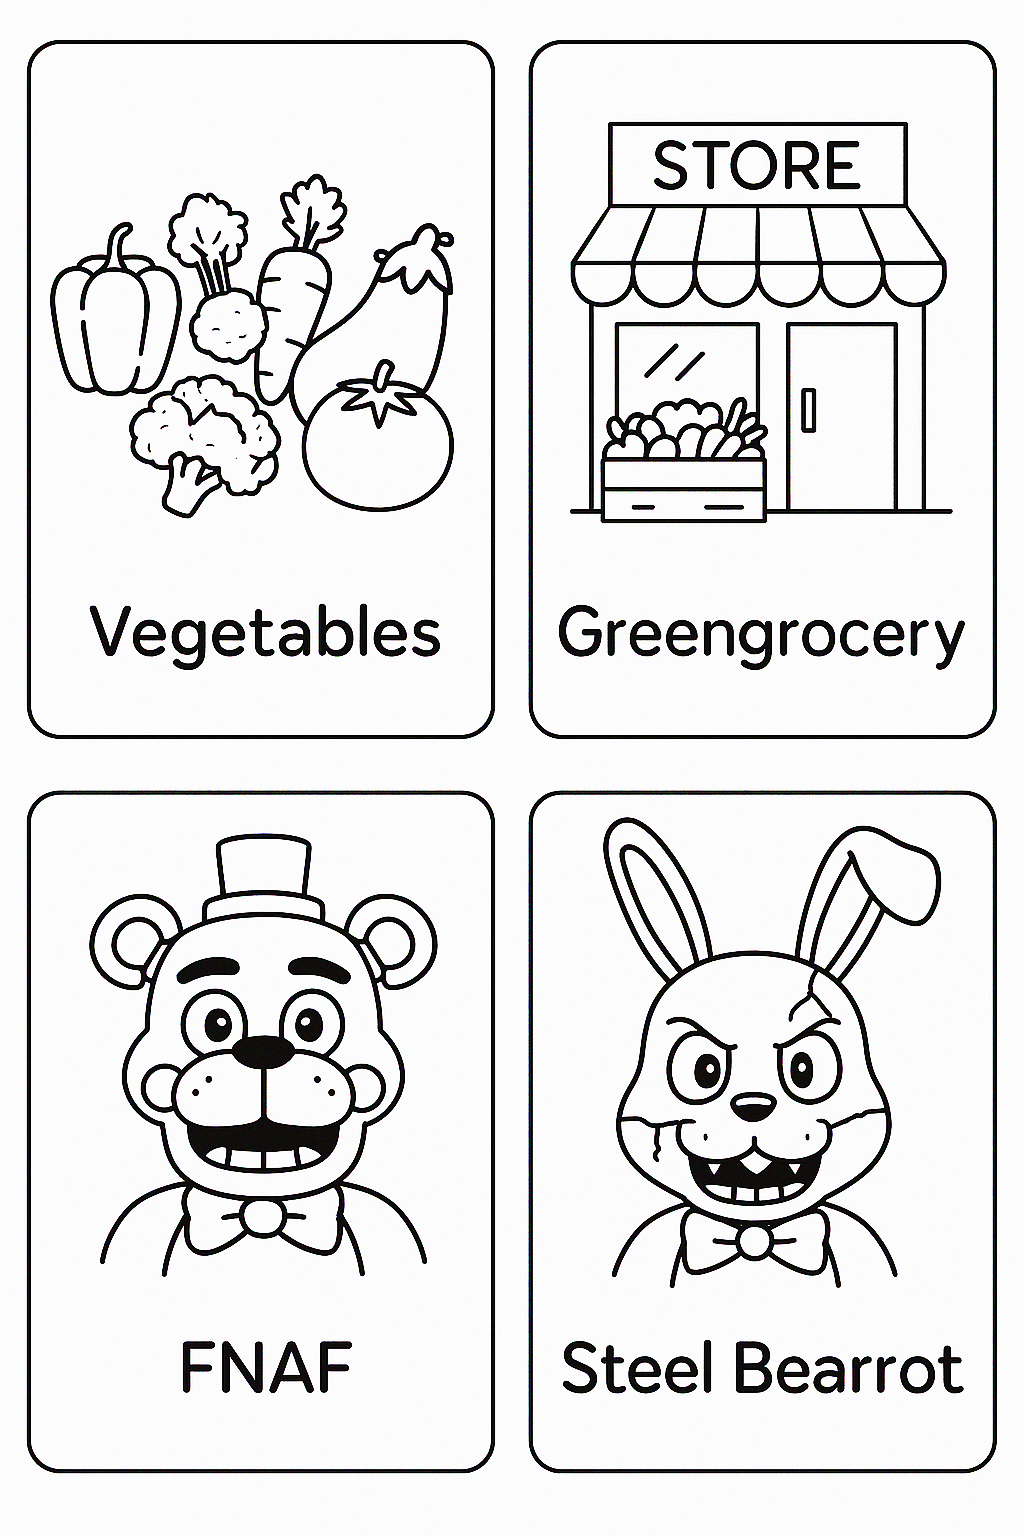 Vegetables
STORE
Greengrocery
FNAF
Steel Bearrot